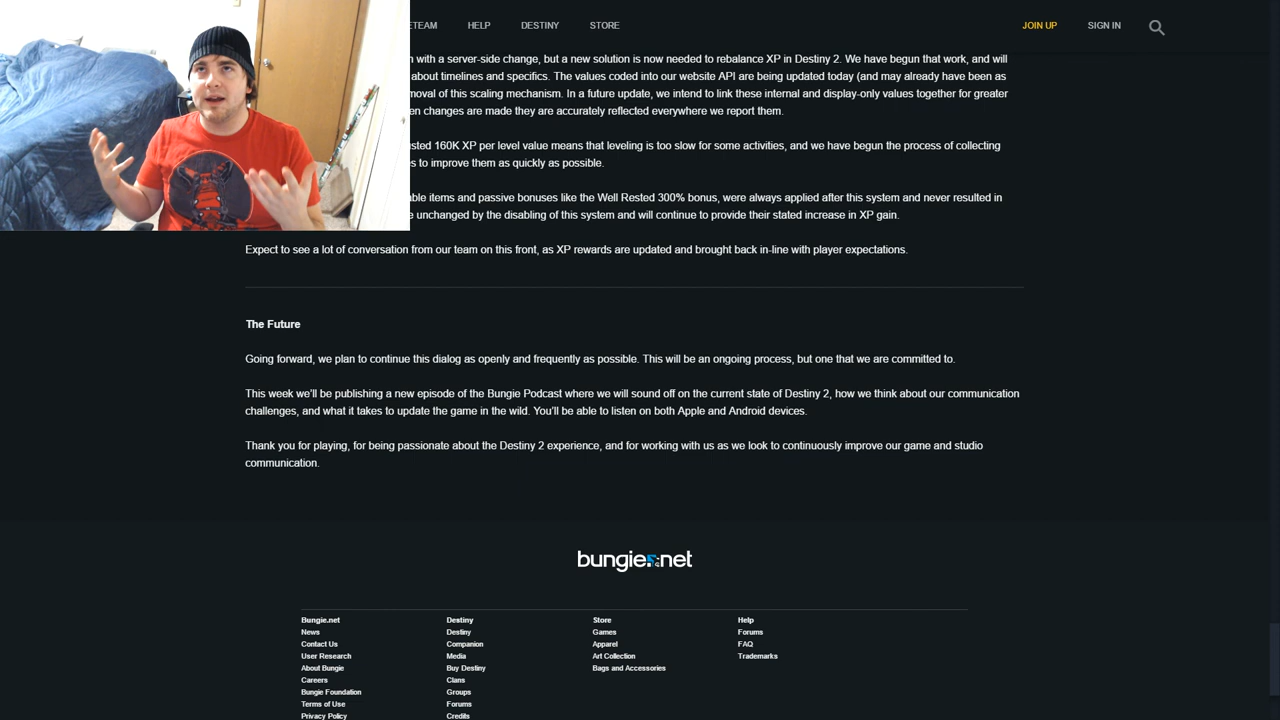 ETEAM HELP DESTINY STORE JOIN UP SIGN IN
with a server-side change, but a new solution is now needed to rebalance XP in Destiny 2. We have begun that work, and will
about timelines and specifics. The values coded into our website API are being updated today (and may already have been as
moval of this scaling mechanism. In a future update, we intend to link these internal and display-only values together for greater
en changes are made they are accurately reflected everywhere we report them.
sted 160K XP per level value means that leveling is too slow for some activities, and we have begun the process of collecting
s to improve them as quickly as possible.
ble items and passive bonuses like the Well Rested 300% bonus, were always applied after this system and never resulted in
e unchanged by the disabling of this system and will continue to provide their stated increase in XP gain.
Expect to see a lot of conversation from our team on this front, as XP rewards are updated and brought back in-line with player expectations.
The Future
Going forward, we plan to continue this dialog as openly and frequently as possible. This will be an ongoing process, but one that we are committed to.
This week we'll be publishing a new episode of the Bungie Podcast where we will sound off on the current state of Destiny 2, how we think about our communication
challenges, and what it takes to update the game in the wild. You'll be able to listen on both Apple and Android devices.
Thank you for playing, for being passionate about the Destiny 2 experience, and for working with us as we look to continuously improve our game and studio
communication.
bungie.net
Bungie.net Destiny Store Help
News Destiny Games Forums
Contact Us Companion Apparel FAQ
User Research Media Art Collection Trademarks
About Bungie Buy Destiny Bags and Accessories
Careers Clans
Bungie Foundation Groups
Terms of Use Forums
Privacy Policy Credits